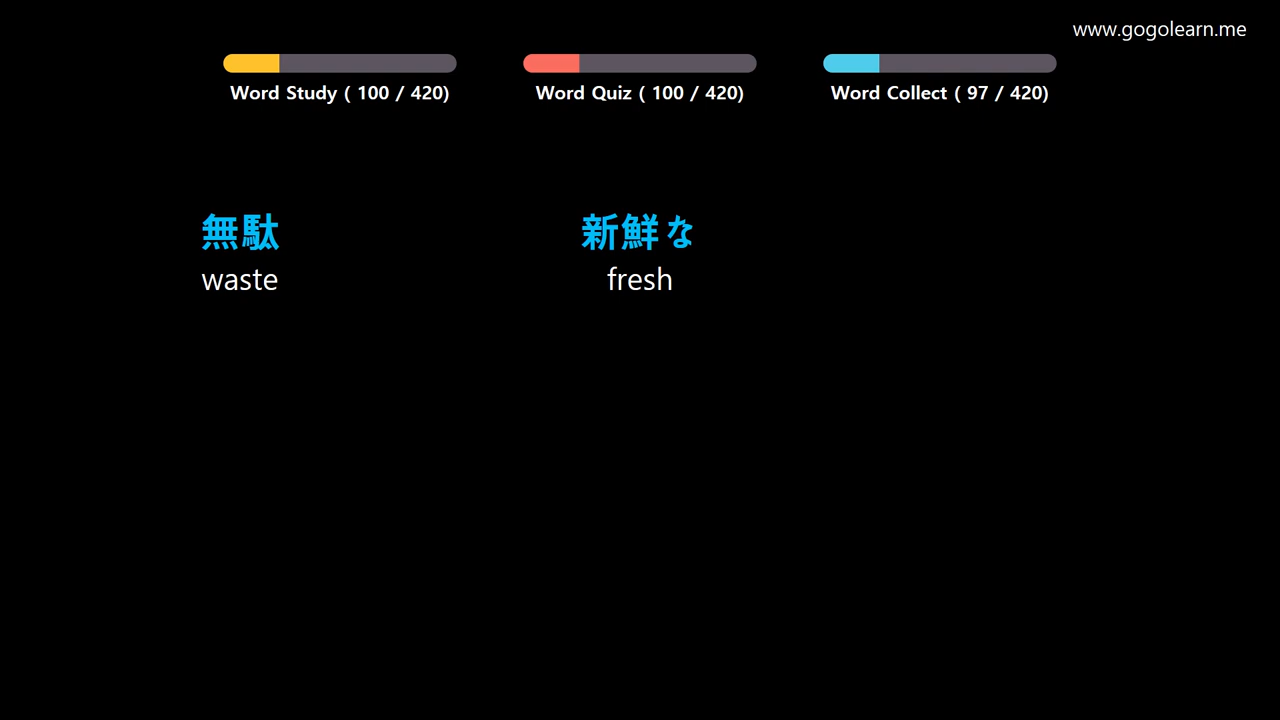 www.gogolearn.me
Word Study ( 100 / 420)
Word Quiz ( 100 / 420)
Word Collect ( 97 / 420)
無駄
waste
新鮮な
fresh